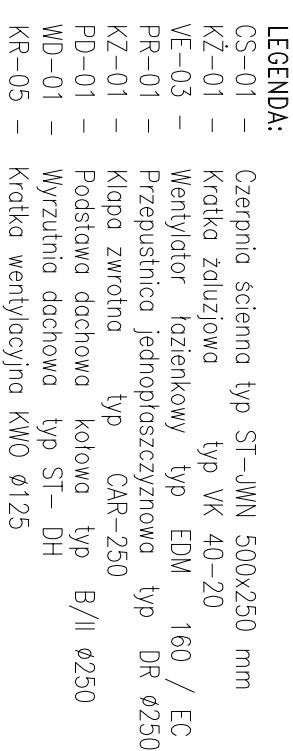 LEGENDA:
CS-01 - Czerpnia ścienna typ ST-JWN 500x250 mm
KŻ-01 - Kratka żaluzjowa typ VK 40-20
VE-03 - Wentylator łazienkowy typ EDM 160 / EC
PR-01 - Przepustnica jednopłaszczyznowa typ DR ø250
KZ-01 - Klapa zwrotna typ CAR-250
PD-01 - Podstawa dachowa kołowa typ B/II ø250
WD-01 - Wyrzutnia dachowa typ ST- DH
KR-05 - Kratka wentylacyjna KWO ø125